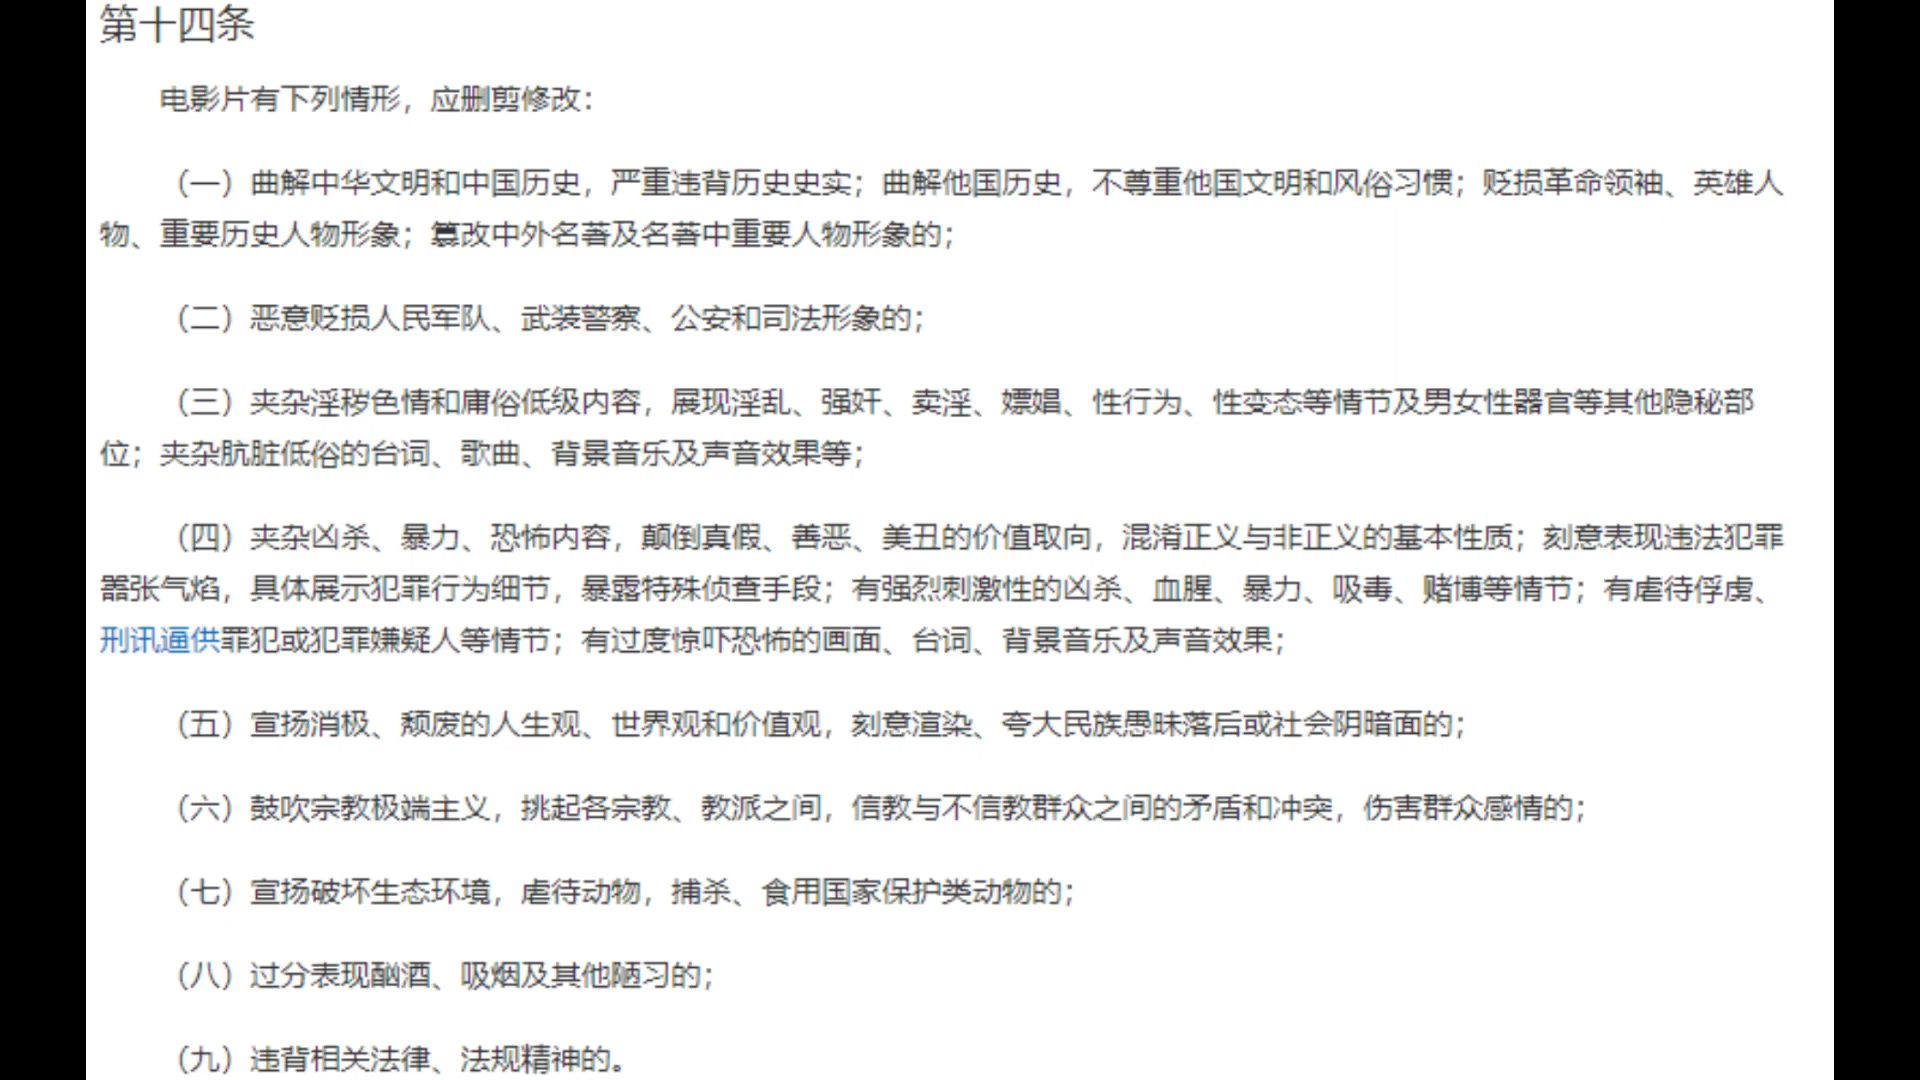 第十四条
电影片有下列情形，应删剪修改：
（一）曲解中华文明和中国历史，严重违背历史史实；曲解他国历史，不尊重他国文明和风俗习惯；贬损革命领袖、英雄人
物、重要历史人物形象；篡改中外名著及名著中重要人物形象的；
（二）恶意贬损人民军队、武装警察、公安和司法形象的；
（三）夹杂淫秽色情和庸俗低级内容，展现淫乱、强奸、卖淫、嫖娼、性行为、性变态等情节及男女性器官等其他隐秘部
位；夹杂肮脏低俗的台词、歌曲、背景音乐及声音效果等；
（四）夹杂凶杀、暴力、恐怖内容，颠倒真假、善恶、美丑的价值取向，混淆正义与非正义的基本性质；刻意表现违法犯罪
嚣张气焰，具体展示犯罪行为细节，暴露特殊侦查手段；有强烈刺激性的凶杀、血腥、暴力、吸毒、赌博等情节；有虐待俘虏、
刑讯逼供罪犯或犯罪嫌疑人等情节；有过度惊吓恐怖的画面、台词、背景音乐及声音效果；
（五）宣扬消极、颓废的人生观、世界观和价值观，刻意渲染、夸大民族愚昧落后或社会阴暗面的；
（六）鼓吹宗教极端主义，挑起各宗教、教派之间，信教与不信教群众之间的矛盾和冲突，伤害群众感情的；
（七）宣扬破坏生态环境，虐待动物，捕杀、食用国家保护类动物的；
（八）过分表现酗酒、吸烟及其他陋习的；
（九）违背相关法律、法规精神的。